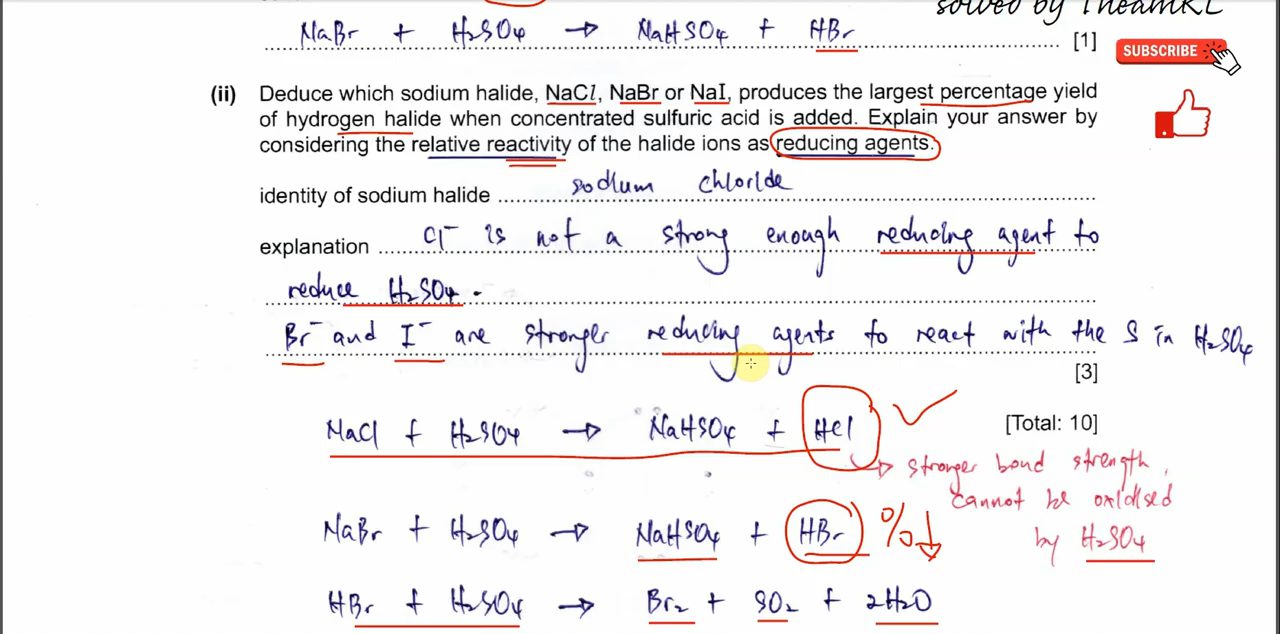 solved by TheamKL
NaBr + H₂SO₄ → NaHSO₄ + HBr [1]
SUBSCRIBE
(ii) Deduce which sodium halide, NaCl, NaBr or NaI, produces the largest percentage yield
of hydrogen halide when concentrated sulfuric acid is added. Explain your answer by
considering the relative reactivity of the halide ions as reducing agents.
identity of sodium halide sodium chloride
explanation Cl⁻ is not a strong enough reducing agent to
reduce H₂SO₄.
Br⁻ and I⁻ are stronger reducing agents to react with the S in H₂SO₄
[3]
NaCl + H₂SO₄ → NaHSO₄ + HCl
[Total: 10]
stronger bond strength,
cannot be oxidised
by H₂SO₄
NaBr + H₂SO₄ → NaHSO₄ + HBr %↓
HBr + H₂SO₄ → Br₂ + SO₂ + 2H₂O